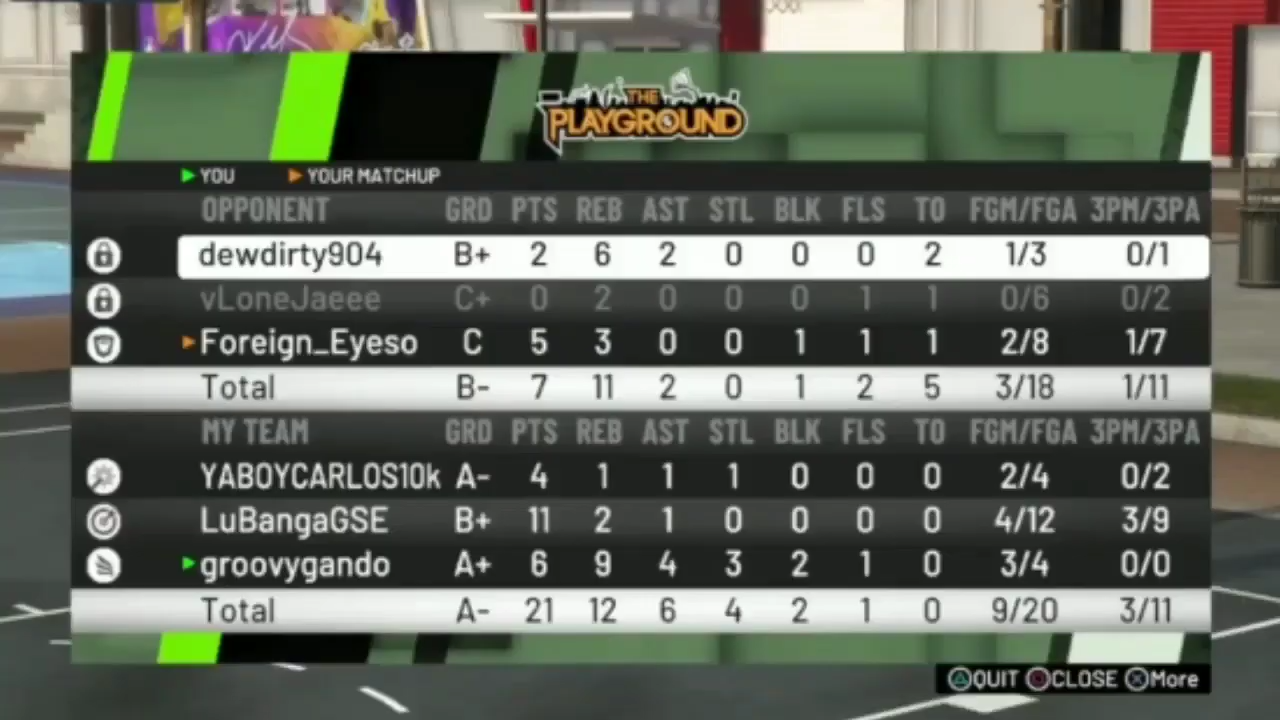 THE
PLAYGROUND
YOU YOUR MATCHUP
OPPONENT GRD PTS REB AST STL BLK FLS TO FGM/FGA 3PM/3PA
dewdirty904 B+ 2 6 2 0 0 0 2 1/3 0/1
vLoneJaeee C+ 0 2 0 0 0 1 1 0/6 0/2
Foreign_Eyeso C 5 3 0 0 1 1 1 2/8 1/7
Total B- 7 11 2 0 1 2 5 3/18 1/11
MY TEAM GRD PTS REB AST STL BLK FLS TO FGM/FGA 3PM/3PA
YABOYCARLOS10k A- 4 1 1 1 0 0 0 2/4 0/2
LuBangaGSE B+ 11 2 1 0 0 0 0 4/12 3/9
groovygando A+ 6 9 4 3 2 1 0 3/4 0/0
Total A- 21 12 6 4 2 1 0 9/20 3/11
QUIT CLOSE More